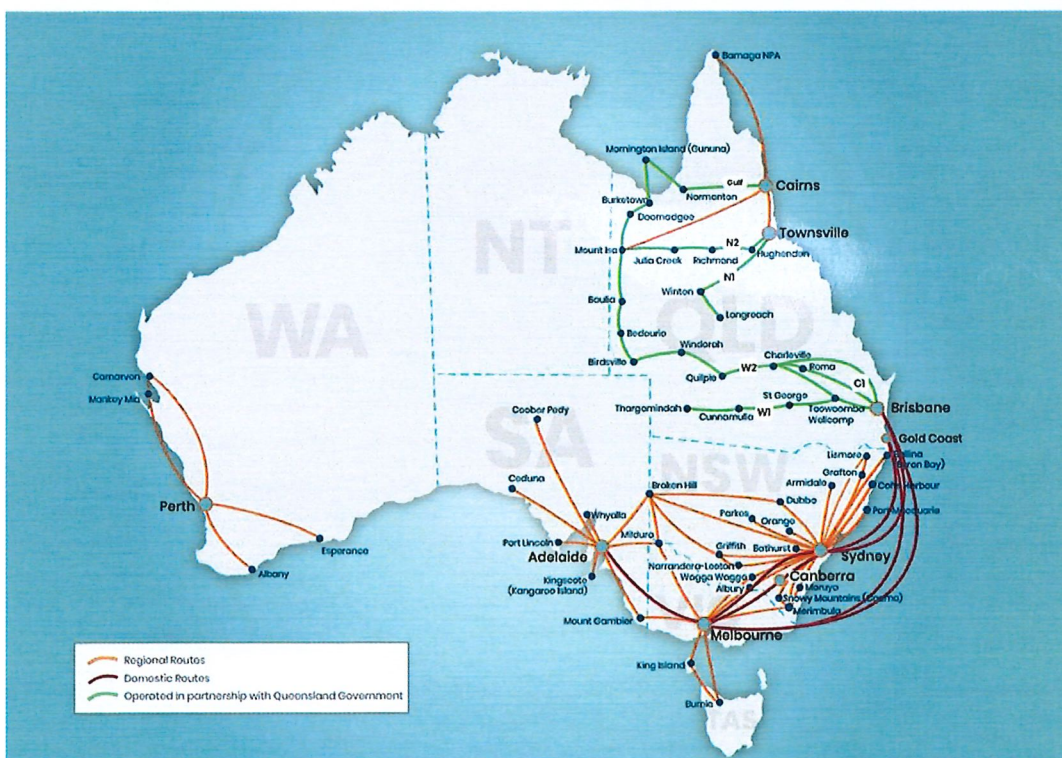 Bamaga NPA
Mornington Island (Gununa)
Gulf
Cairns
Normanton
Burketown
Doomadgee
Townsville
NT
N2
Mount Isa
Julia Creek
Richmond
Hughenden
N1
Winton
Boulia
Longreach
WA
QLD
Bedourie
Windorah
Charleville
Birdsville
Roma
W2
Quilpie
C1
Carnarvon
Monkey Mia
St George
Brisbane
Thargomindah
Cunnamulla
W1
Toowoomba
Wellcamp
Coober Pedy
SA
Gold Coast
NSW
Lismore
Ballina
(Byron Bay)
Grafton
Ceduna
Armidale
Coffs Harbour
Broken Hill
Dubbo
Perth
Whyalla
Parkes
Port Macquarie
Orange
Port Lincoln
Mildura
Adelaide
Griffith
Bathurst
Sydney
Esperance
Narrandera-Leeton
Albany
Kingscote
(Kangaroo Island)
Wagga Wagga
Canberra
Albury
Moruya
Snowy Mountains (Cooma)
Merimbula
Mount Gambier
Melbourne
King Island
Burnie
TAS
Regional Routes
Domestic Routes
Operated in partnership with Queensland Government